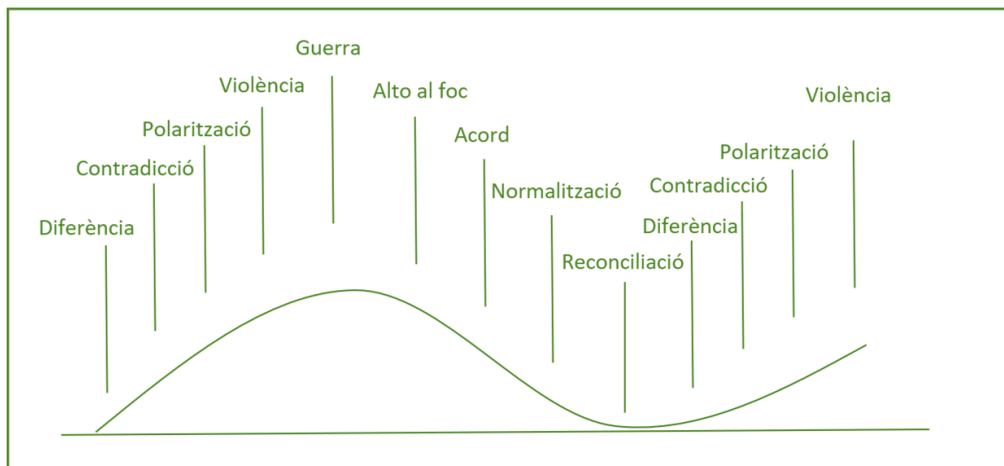 Diferència
Contradicció
Polarització
Violència
Guerra
Alto al foc
Acord
Normalització
Reconciliació
Diferència
Contradicció
Polarització
Violència